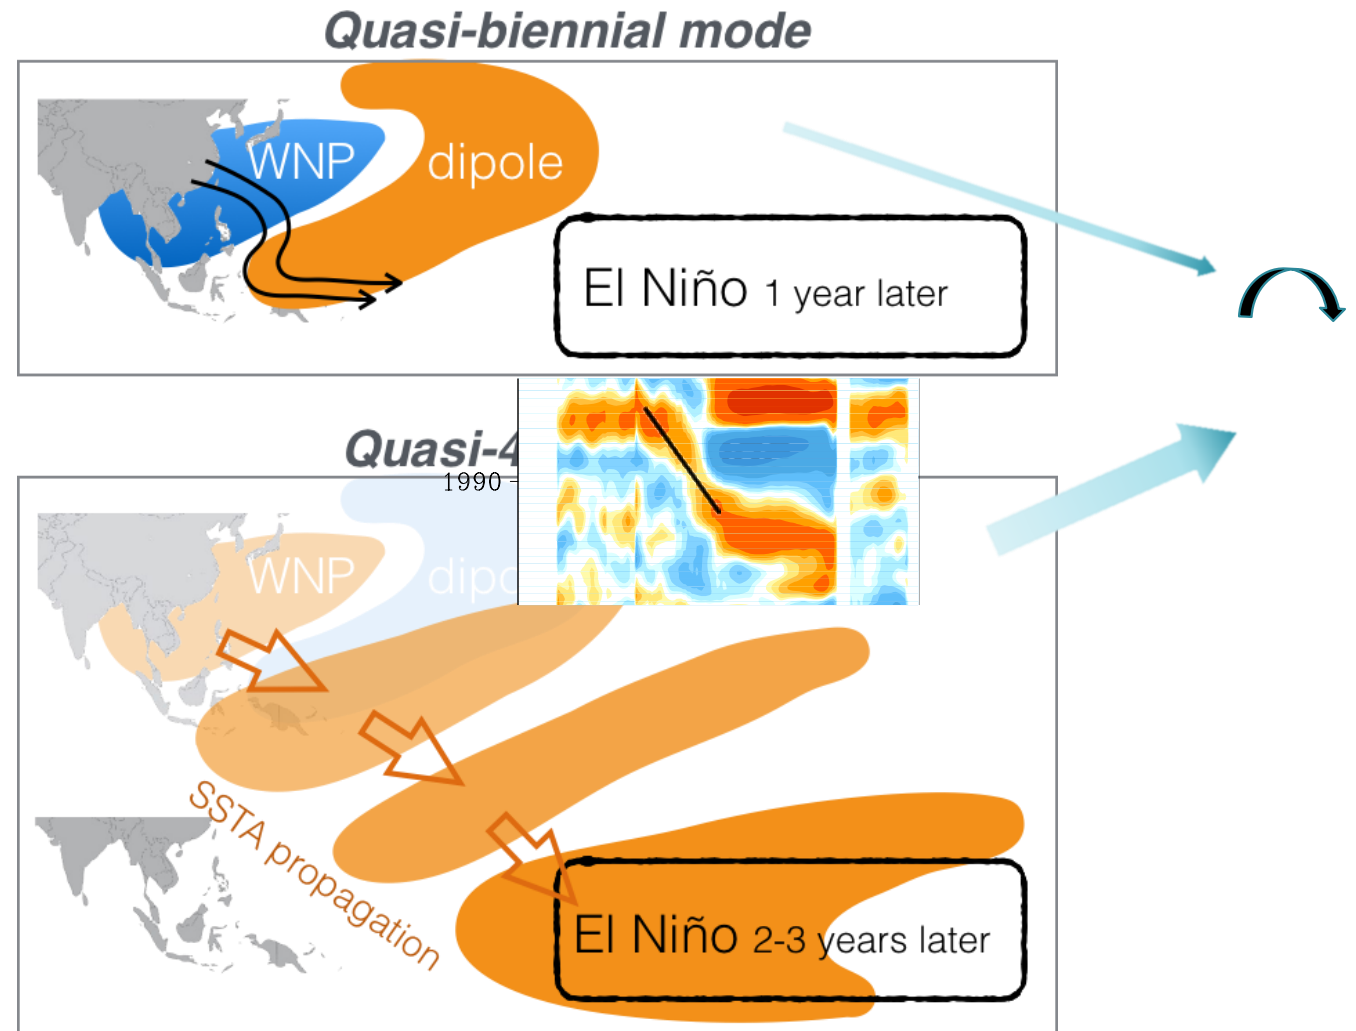 Quasi-biennial mode
WNP
dipole
El Niño 1 year later
Quasi-4
1990
WNP
dipo
SSTA propagation
El Niño 2-3 years later